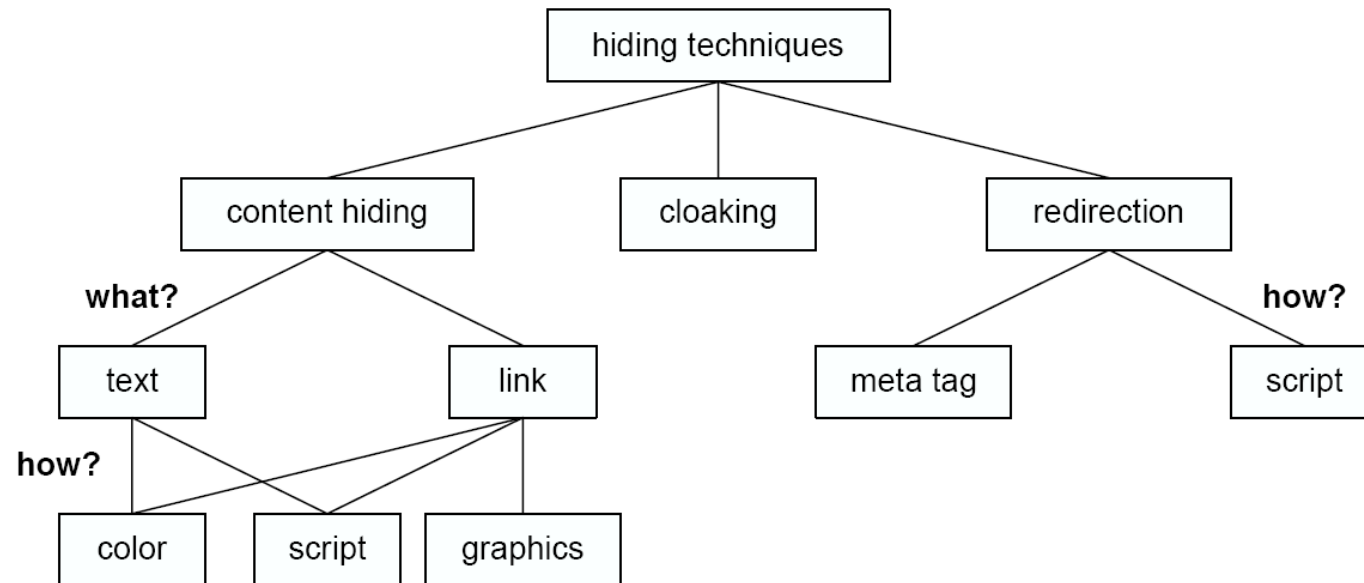 hiding techniques
content hiding
cloaking
redirection
what?
how?
text
link
meta tag
script
how?
color
script
graphics